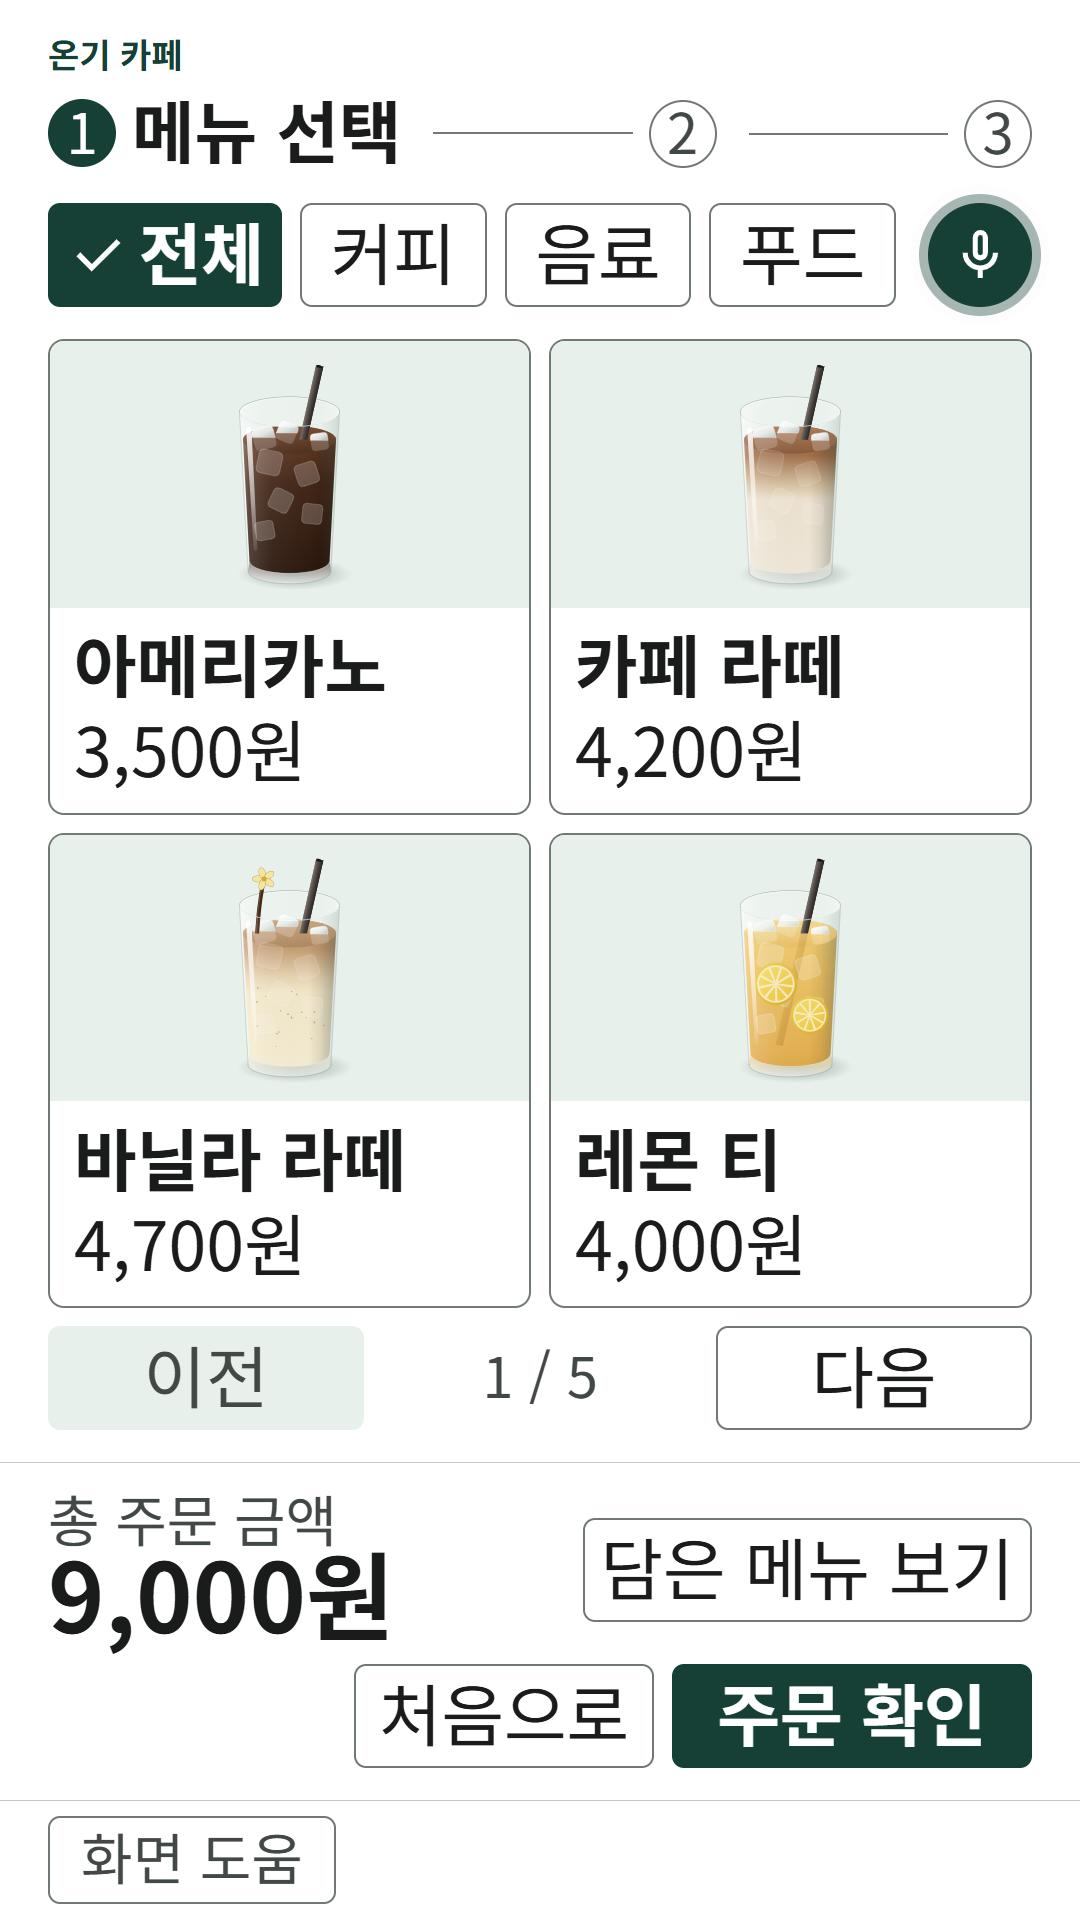 온기 카페
1 메뉴 선택 2 3
전체 커피 음료 푸드
아메리카노
3,500원
카페 라떼
4,200원
바닐라 라떼
4,700원
레몬 티
4,000원
이전 1 / 5 다음
총 주문 금액
9,000원
담은 메뉴 보기
처음으로 주문 확인
화면 도움